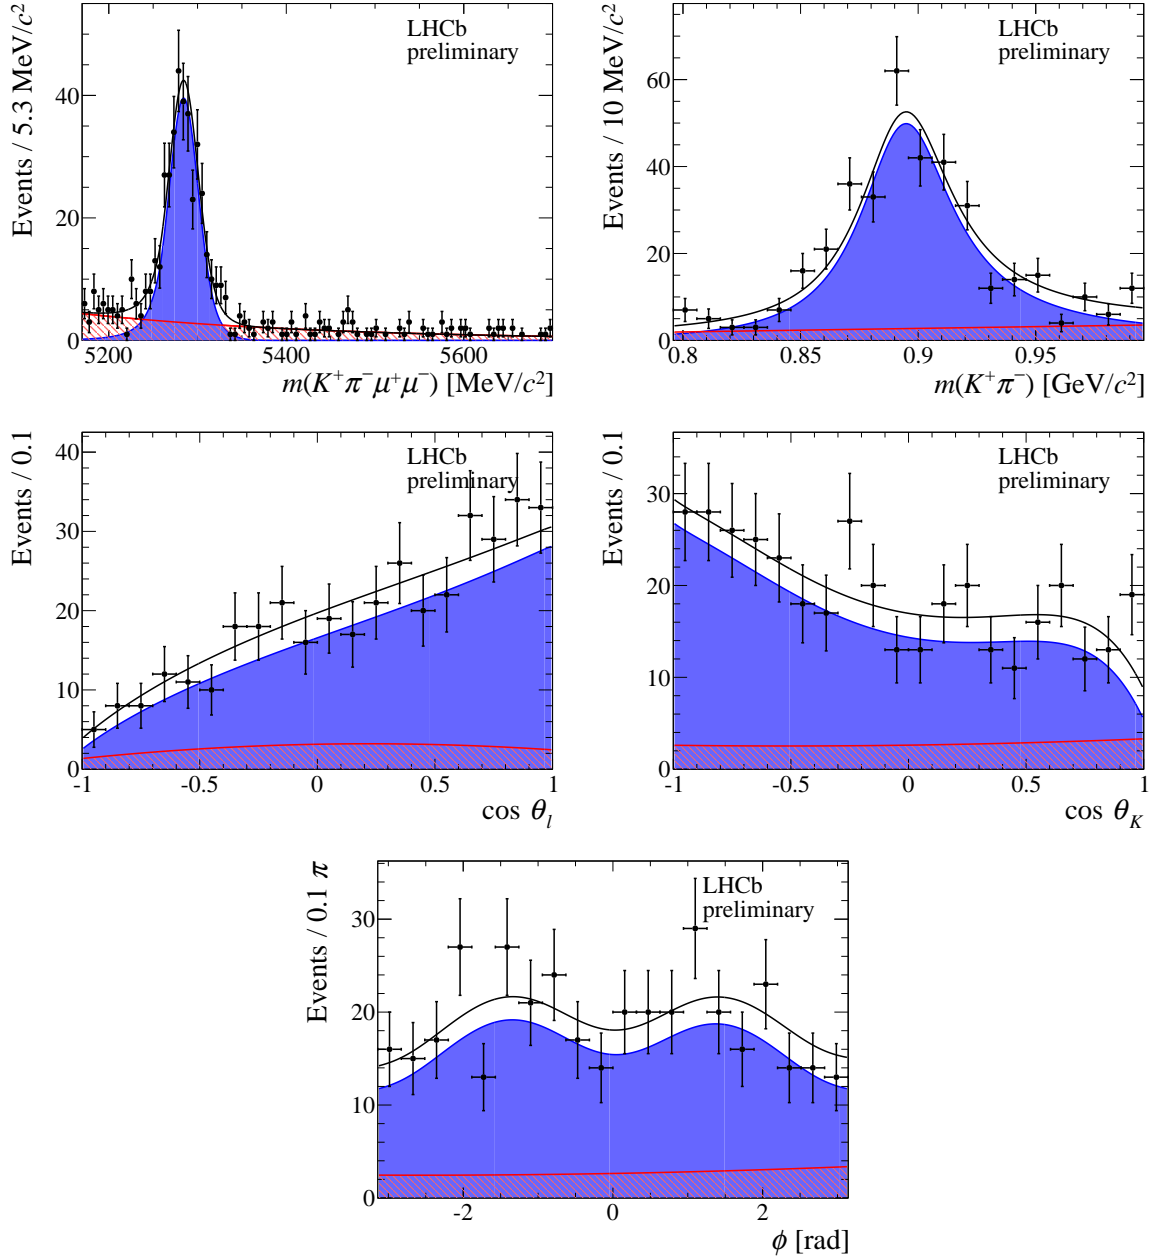 LHCb
preliminary
Events / 5.3 MeV/c²
40
20
0
5200 5400 5600
m(K⁺π⁻μ⁺μ⁻) [MeV/c²]
LHCb
preliminary
Events / 10 MeV/c²
60
40
20
0
0.8 0.85 0.9 0.95
m(K⁺π⁻) [GeV/c²]
LHCb
preliminary
Events / 0.1
40
30
20
10
0
-1 -0.5 0 0.5 1
cos θ_l
LHCb
preliminary
Events / 0.1
30
20
10
0
-1 -0.5 0 0.5 1
cos θ_K
LHCb
preliminary
Events / 0.1 π
30
20
10
0
-2 0 2
ϕ [rad]